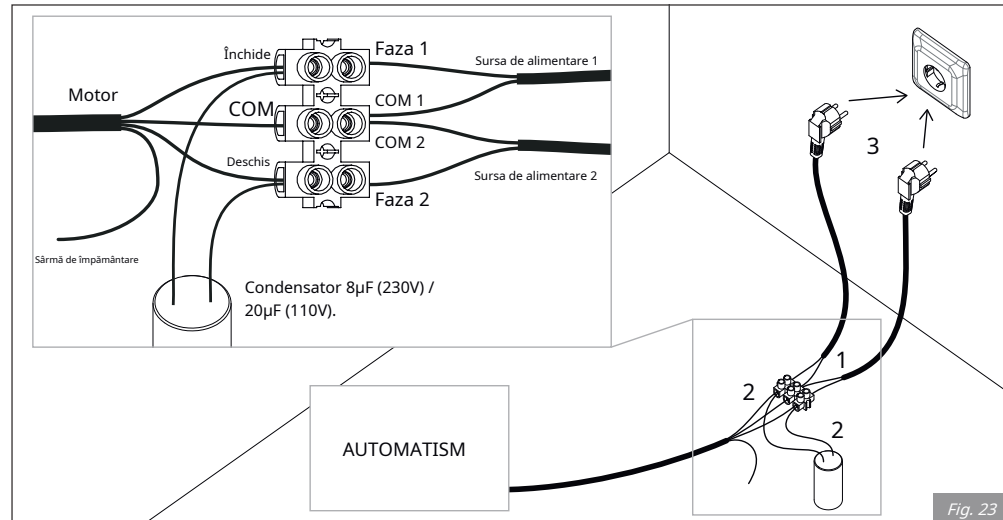 Închide
Faza 1
Sursa de alimentare 1
Motor
COM
COM 1
COM 2
Deschis
Sursa de alimentare 2
Faza 2
Sârmă de împământare
Condensator 8µF (230V) /
20µF (110V).
3
1
2
2
AUTOMATISM
Fig. 23